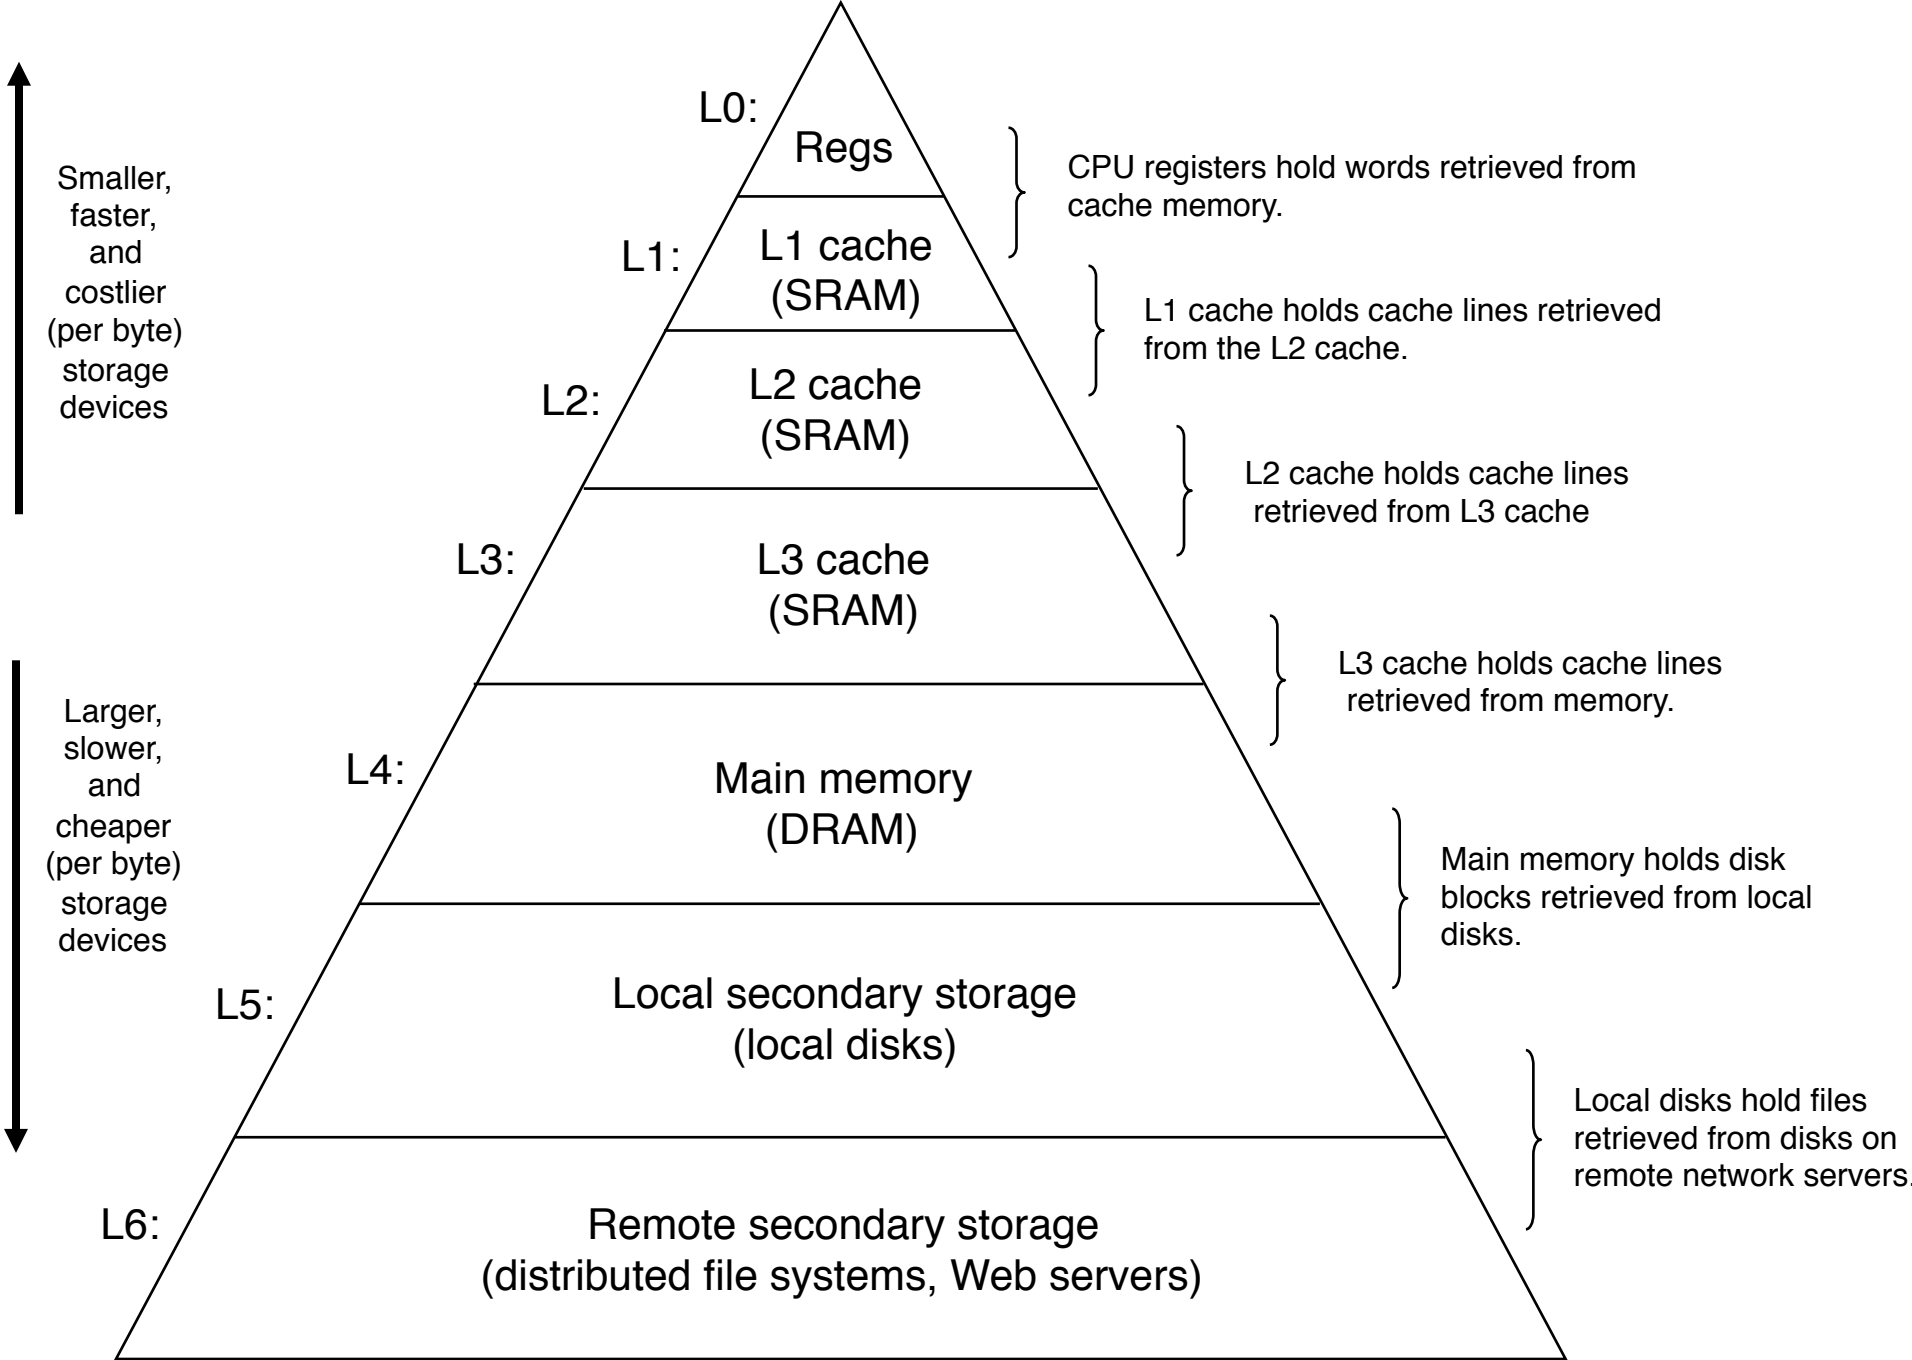 L0:
Regs
CPU registers hold words retrieved from
cache memory.
Smaller,
faster,
and
costlier
(per byte)
storage
devices
L1:
L1 cache
(SRAM)
L1 cache holds cache lines retrieved
from the L2 cache.
L2:
L2 cache
(SRAM)
L2 cache holds cache lines
retrieved from L3 cache
L3:
L3 cache
(SRAM)
L3 cache holds cache lines
retrieved from memory.
Larger,
slower,
and
cheaper
(per byte)
storage
devices
L4:
Main memory
(DRAM)
Main memory holds disk
blocks retrieved from local
disks.
L5:
Local secondary storage
(local disks)
Local disks hold files
retrieved from disks on
remote network servers.
L6:
Remote secondary storage
(distributed file systems, Web servers)